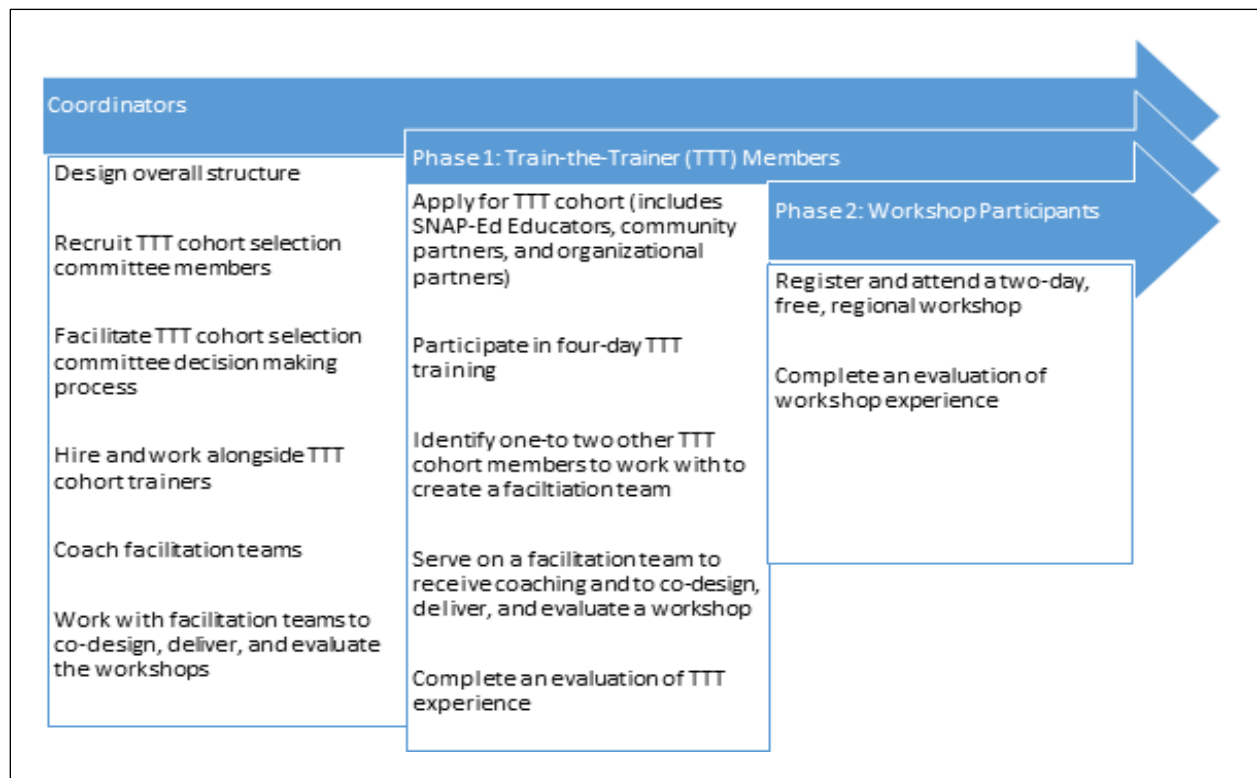 Coordinators
Design overall structure
Recruit TTT cohort selection
committee members
Facilitate TTT cohort selection
committee decision making
process
Hire and work alongside TTT
cohort trainers
Coach facilitation teams
Work with facilitation teams to
co-design, deliver, and evaluate
the workshops
Phase 1: Train-the-Trainer (TTT) Members
Apply for TTT cohort (includes
SNAP-Ed Educators, community
partners, and organizational
partners)
Participate in four-day TTT
training
Identify one-to two other TTT
cohort members to work with to
create a faciltiation team
Serve on a facilitation team to
receive coaching and to co-design,
deliver, and evaluate a workshop
Complete an evaluation of TTT
experience
Phase 2: Workshop Participants
Register and attend a two-day,
free, regional workshop
Complete an evaluation of
workshop experience